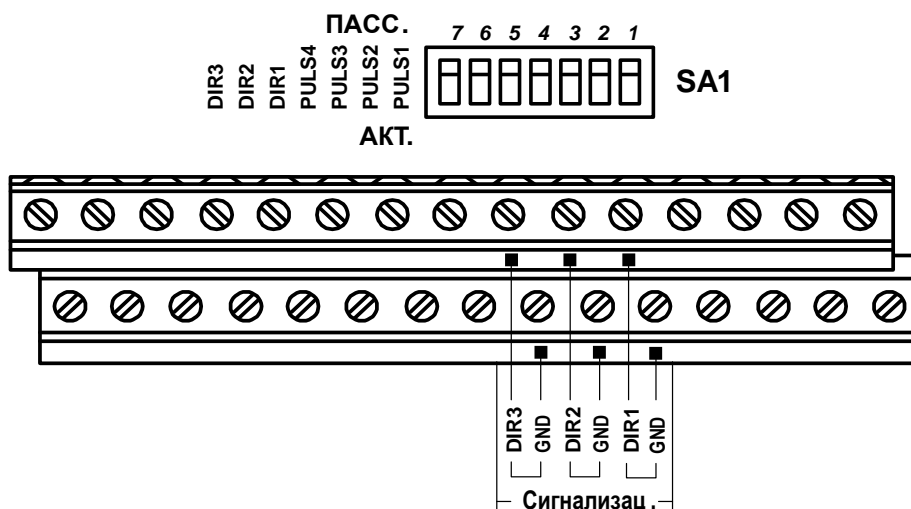 ПАСС.
7 6 5 4 3 2 1
DIR3
DIR2
DIR1
PULS4
PULS3
PULS2
PULS1
SA1
АКТ.
DIR3
GND
DIR2
GND
DIR1
GND
Сигнализац .